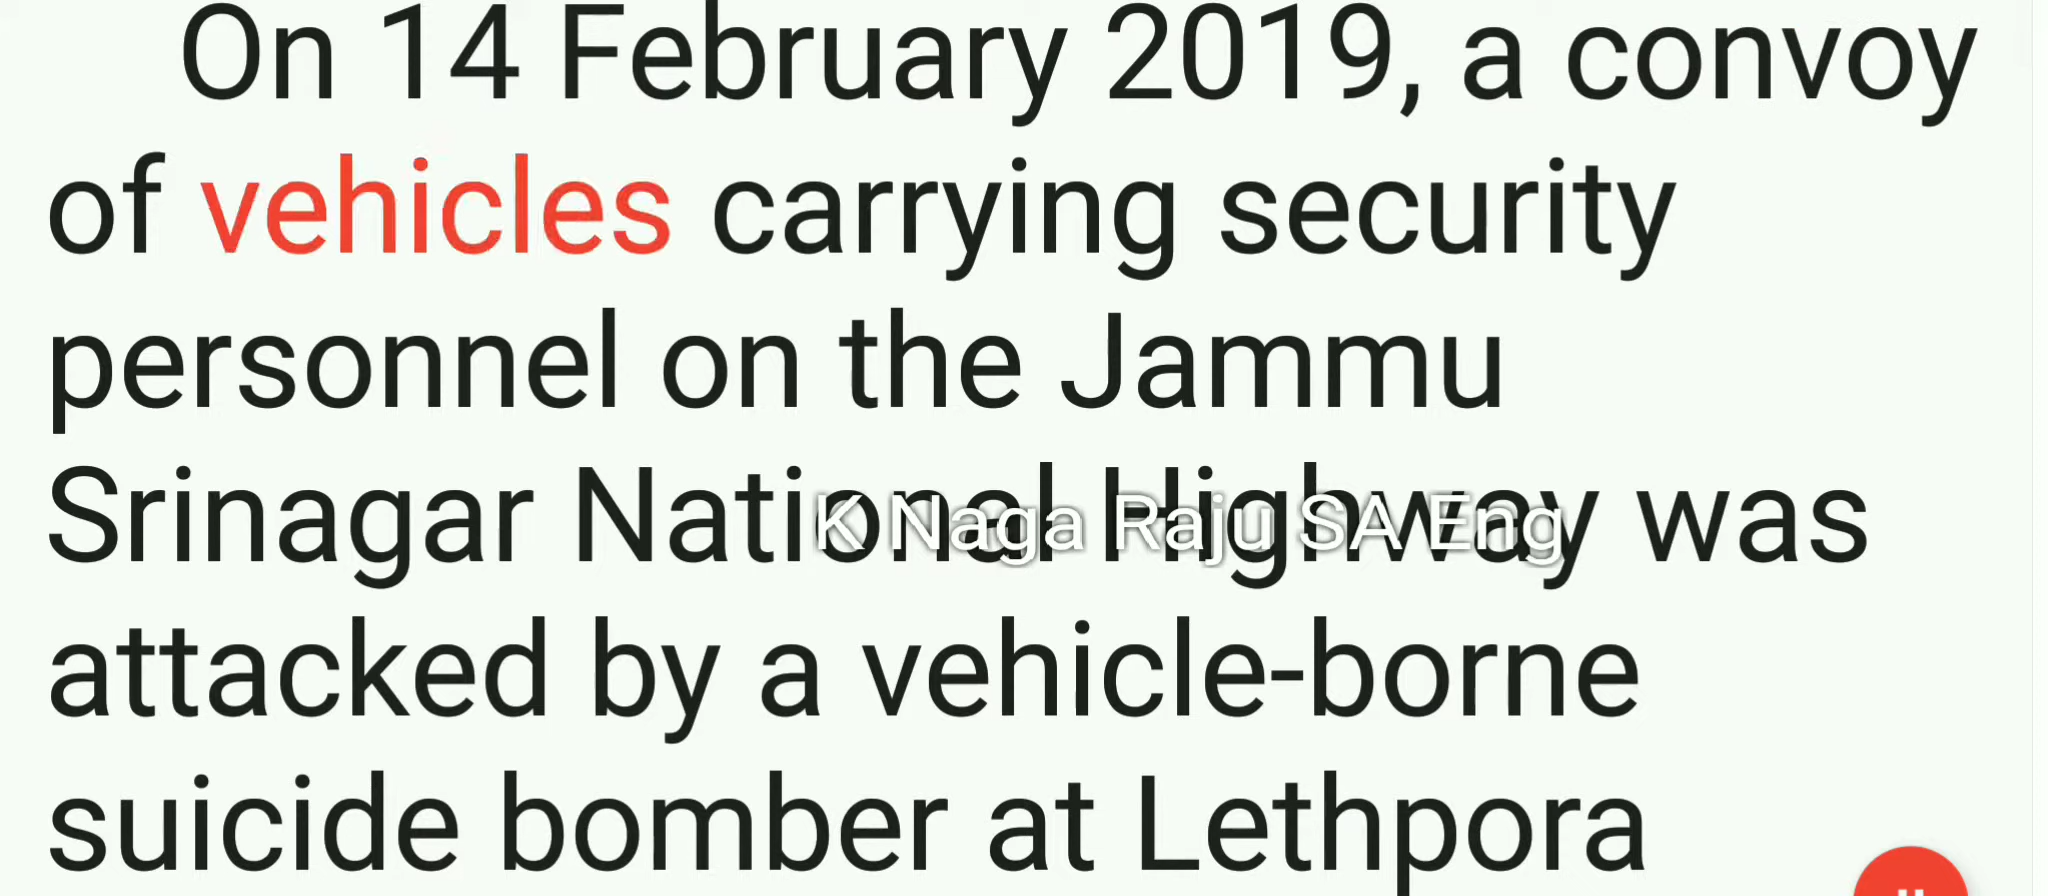 On 14 February 2019, a convoy
of vehicles carrying security
personnel on the Jammu
Srinagar National Highway was
K Naga Raju SA Eng
attacked by a vehicle-borne
suicide bomber at Lethpora